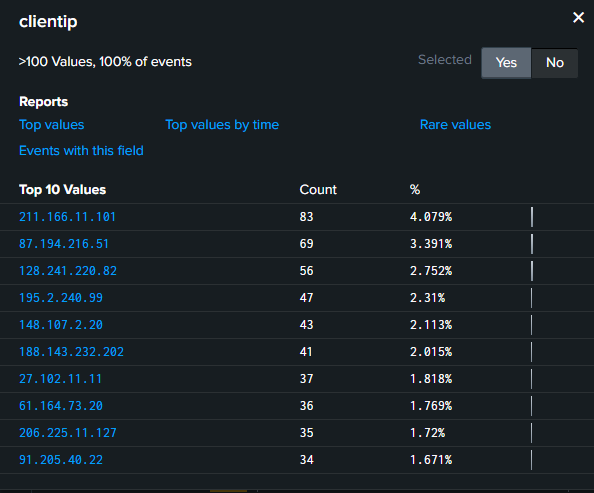 clientip
>100 Values, 100% of events
Selected Yes No
Reports
Top values Top values by time Rare values
Events with this field
Top 10 Values Count %
211.166.11.101 83 4.079%
87.194.216.51 69 3.391%
128.241.220.82 56 2.752%
195.2.240.99 47 2.31%
148.107.2.20 43 2.113%
188.143.232.202 41 2.015%
27.102.11.11 37 1.818%
61.164.73.20 36 1.769%
206.225.11.127 35 1.72%
91.205.40.22 34 1.671%